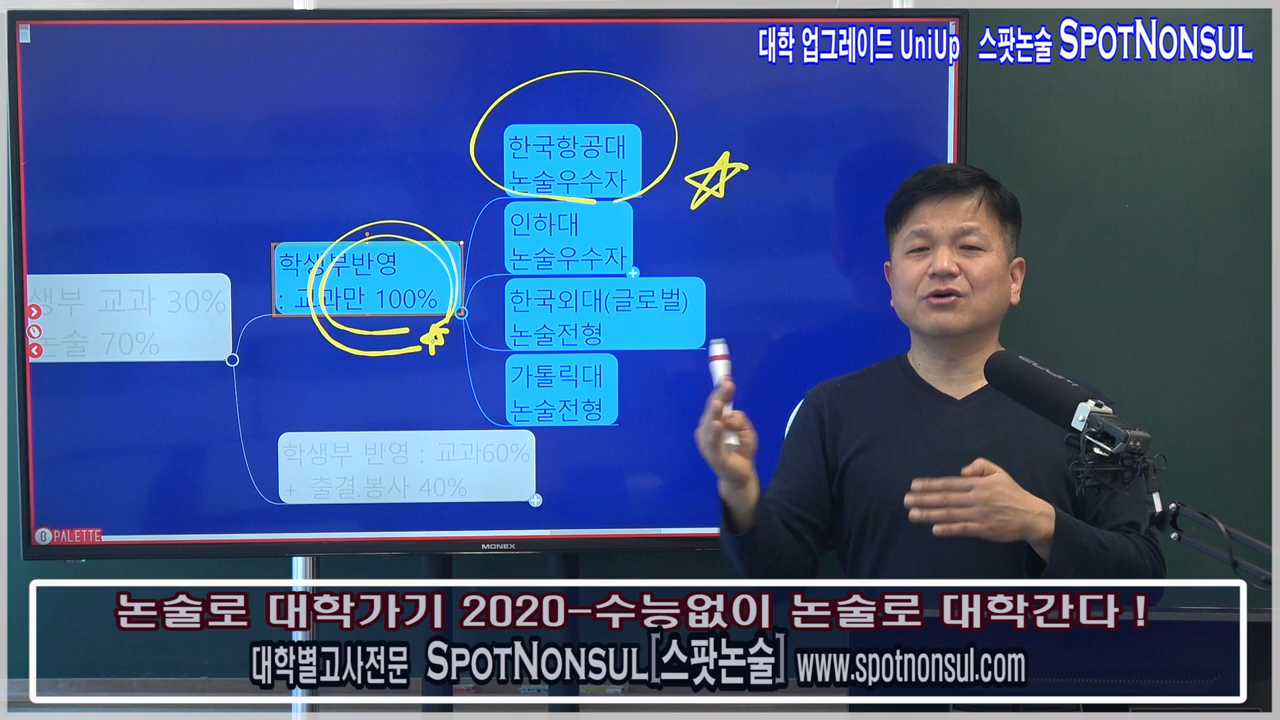 대학 업그레이드 UniUp 스팟논술 SPOTNONSUL
한국항공대
논술우수자
인하대
논술우수자
학생부반영
: 교과만 100%
한국외대(글로벌)
논술전형
생부 교과 30%
논술 70%
가톨릭대
논술전형
학생부 반영 : 교과60%
+ 출결.봉사 40%
PALETTE
MONEX
논술로 대학가기 2020-수능없이 논술로 대학간다 !
대학별고사전문 SPOTNONSUL[스팟논술] www.spotnonsul.com